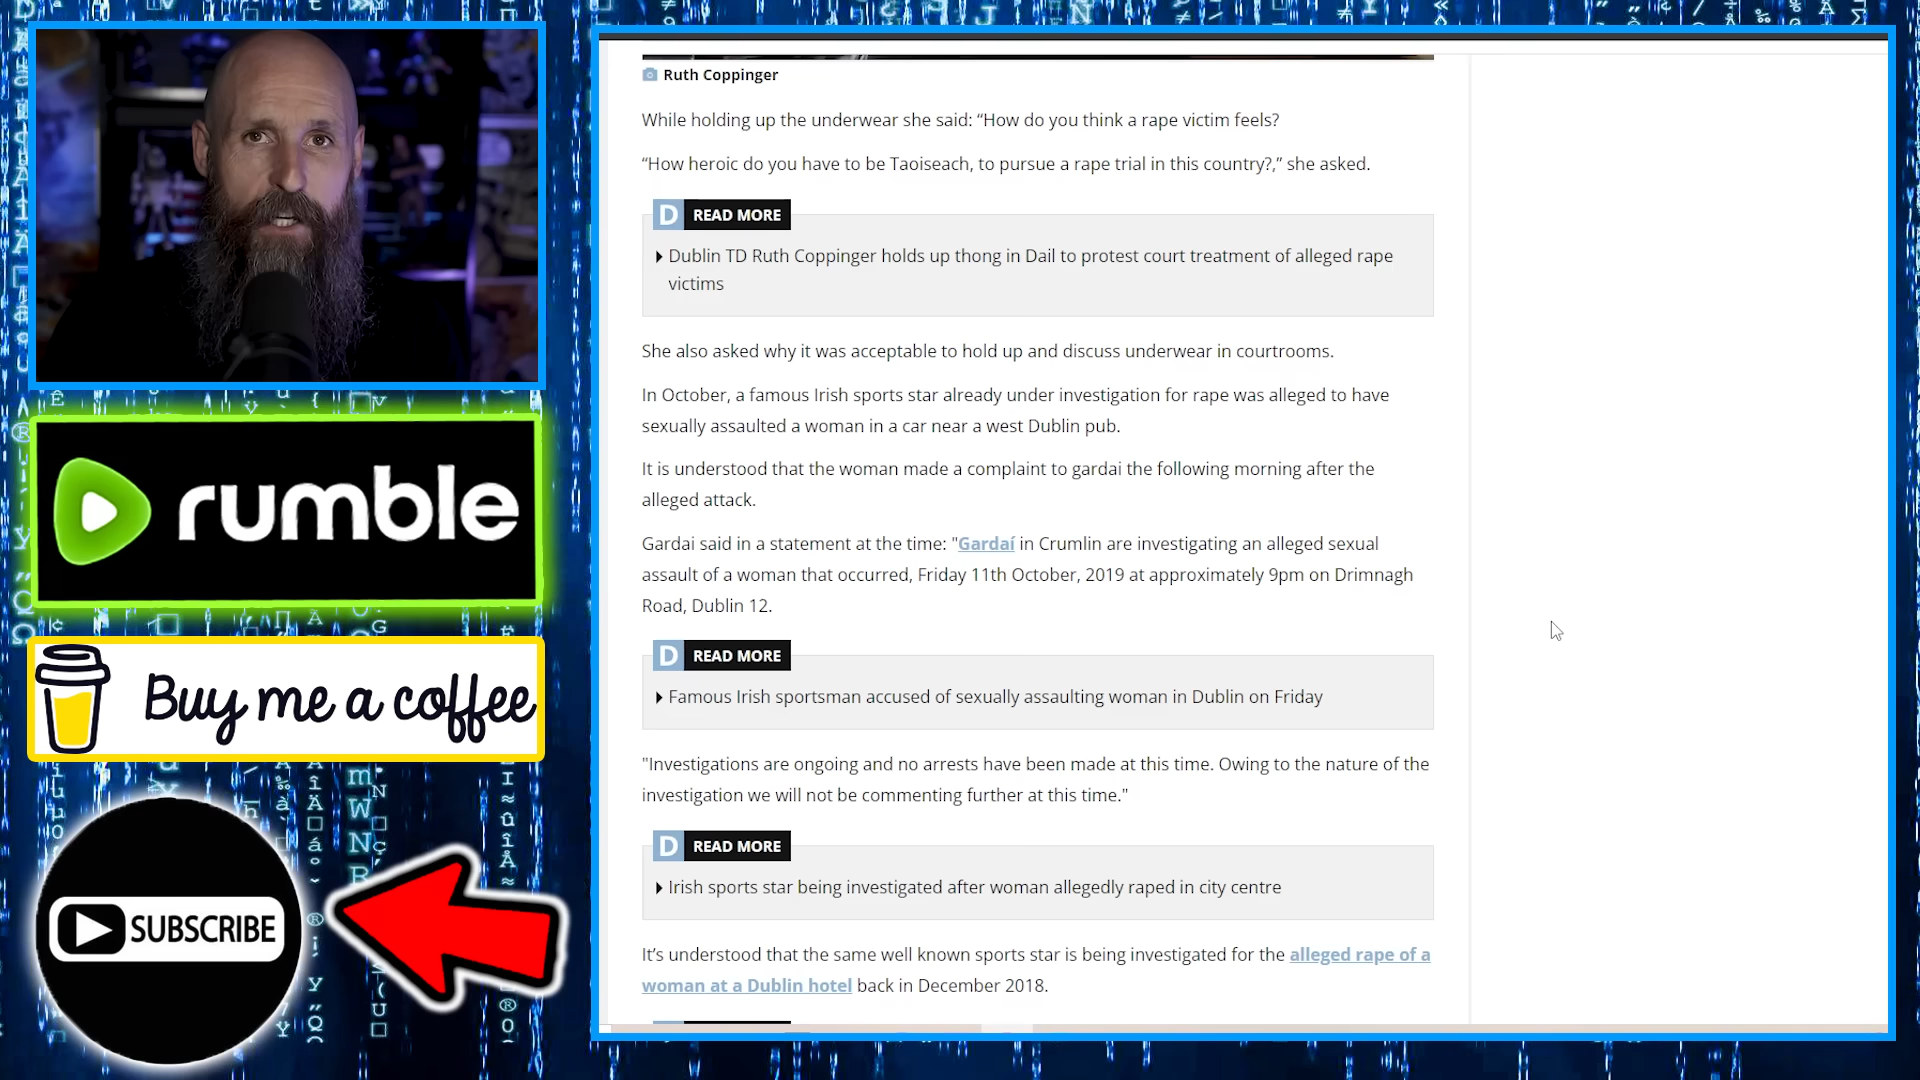 rumble
Buy me a coffee
SUBSCRIBE
Ruth Coppinger
While holding up the underwear she said: “How do you think a rape victim feels?
“How heroic do you have to be Taoiseach, to pursue a rape trial in this country?,” she asked.
D READ MORE
Dublin TD Ruth Coppinger holds up thong in Dail to protest court treatment of alleged rape
victims
She also asked why it was acceptable to hold up and discuss underwear in courtrooms.
In October, a famous Irish sports star already under investigation for rape was alleged to have
sexually assaulted a woman in a car near a west Dublin pub.
It is understood that the woman made a complaint to gardai the following morning after the
alleged attack.
Gardai said in a statement at the time: "Gardaí in Crumlin are investigating an alleged sexual
assault of a woman that occurred, Friday 11th October, 2019 at approximately 9pm on Drimnagh
Road, Dublin 12.
D READ MORE
Famous Irish sportsman accused of sexually assaulting woman in Dublin on Friday
"Investigations are ongoing and no arrests have been made at this time. Owing to the nature of the
investigation we will not be commenting further at this time."
D READ MORE
Irish sports star being investigated after woman allegedly raped in city centre
It’s understood that the same well known sports star is being investigated for the alleged rape of a
woman at a Dublin hotel back in December 2018.